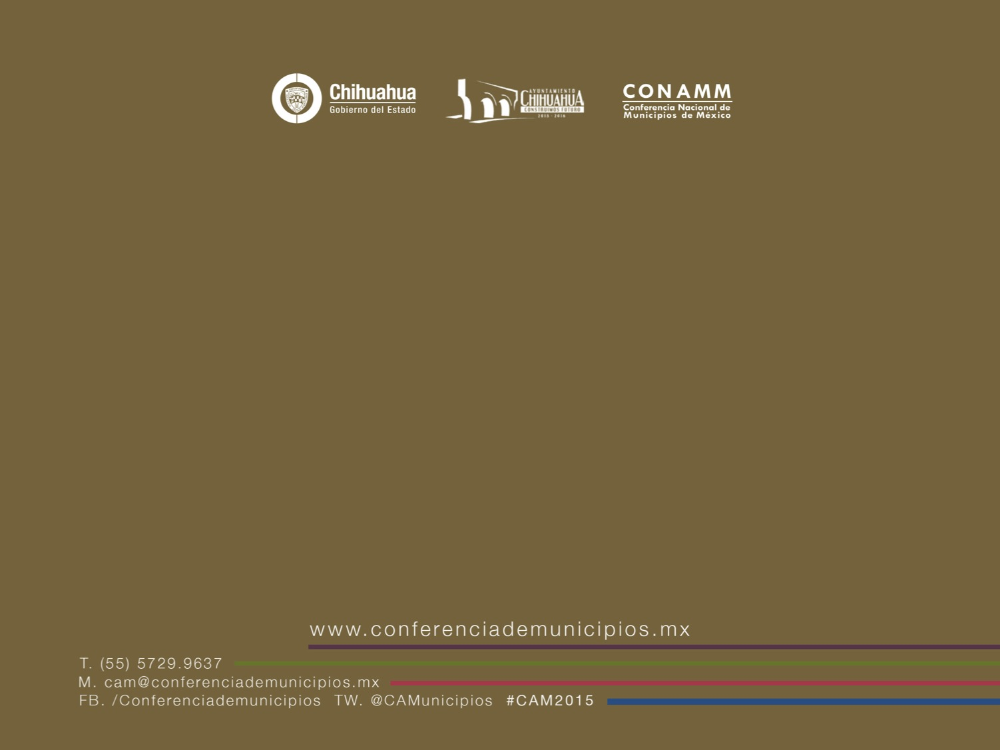 Chihuahua
Gobierno del Estado
AYUNTAMIENTO
CHIHUAHUA
CONSTRUIMOS FUTURO
2013 - 2016
CONAMM
Conferencia Nacional de
Municipios de México
www.conferenciademunicipios.mx
T. (55) 5729.9637
M. cam@conferenciademunicipios.mx
FB. /Conferenciademunicipios TW. @CAMunicipios #CAM2015